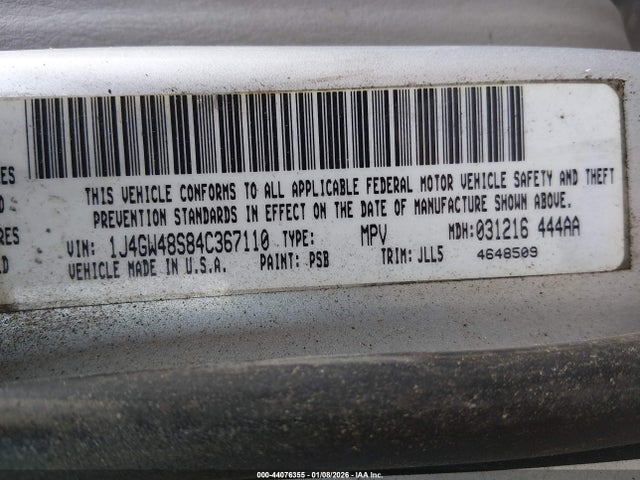 THIS VEHICLE CONFORMS TO ALL APPLICABLE FEDERAL MOTOR VEHICLE SAFETY AND THEFT
PREVENTION STANDARDS IN EFFECT ON THE DATE OF MANUFACTURE SHOWN ABOVE.
VIN: 1J4GW48S84C367110 TYPE: MPV MDH: 031216 444AA
VEHICLE MADE IN U.S.A. PAINT: PSB TRIM: JLL5 4648509
000-44076355 - 01/08/2026 - IAA Inc.